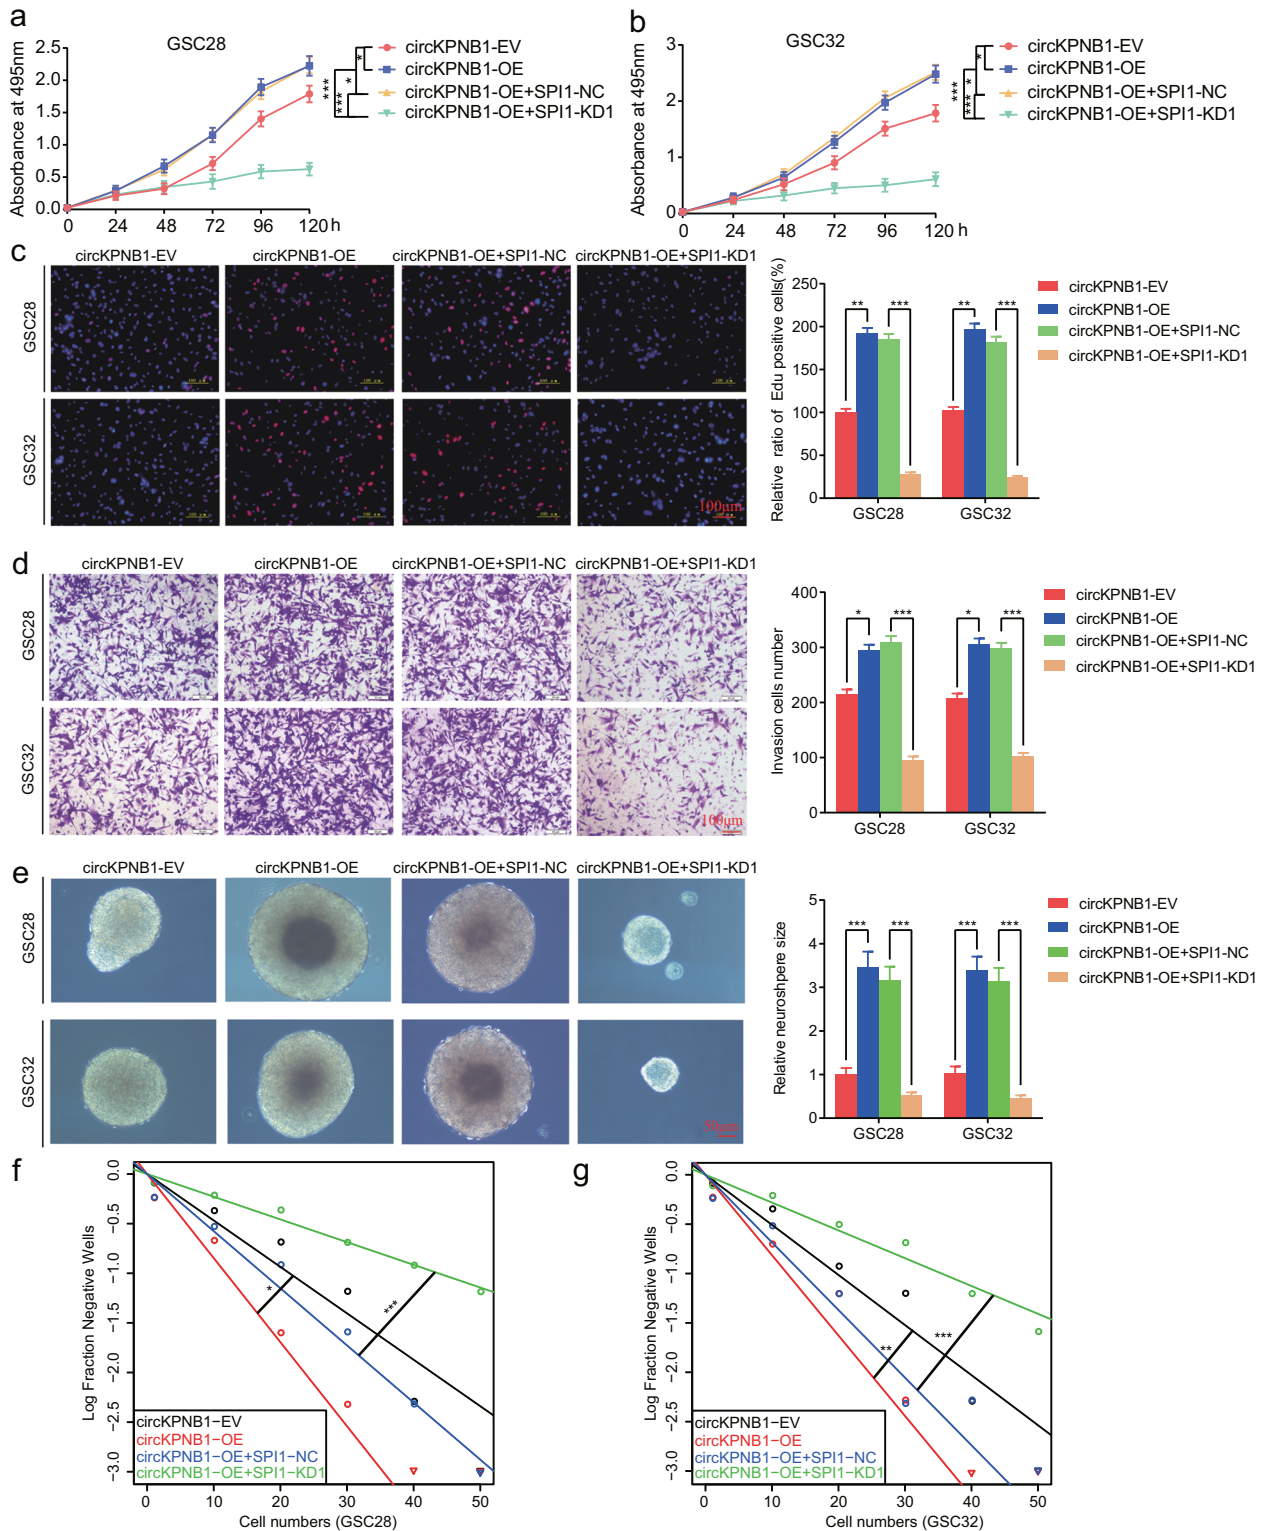 a
GSC28
Absorbance at 495nm
2.5
2.0
1.5
1.0
0.5
0.0
0 24 48 72 96 120 h
circKPNB1-EV
circKPNB1-OE
circKPNB1-OE+SPI1-NC
circKPNB1-OE+SPI1-KD1
*
*
***
***
b
GSC32
Absorbance at 495nm
3
2
1
0
0 24 48 72 96 120 h
circKPNB1-EV
circKPNB1-OE
circKPNB1-OE+SPI1-NC
circKPNB1-OE+SPI1-KD1
*
*
***
***
c
circKPNB1-EV circKPNB1-OE circKPNB1-OE+SPI1-NC circKPNB1-OE+SPI1-KD1
GSC28
GSC32
100μm
Relative ratio of Edu positive cells(%)
250
200
150
100
50
0
** *** ** ***
GSC28 GSC32
circKPNB1-EV
circKPNB1-OE
circKPNB1-OE+SPI1-NC
circKPNB1-OE+SPI1-KD1
d
circKPNB1-EV circKPNB1-OE circKPNB1-OE+SPI1-NC circKPNB1-OE+SPI1-KD1
GSC28
GSC32
100μm
Invasion cells number
400
300
200
100
0
* *** * ***
GSC28 GSC32
circKPNB1-EV
circKPNB1-OE
circKPNB1-OE+SPI1-NC
circKPNB1-OE+SPI1-KD1
e
circKPNB1-EV circKPNB1-OE circKPNB1-OE+SPI1-NC circKPNB1-OE+SPI1-KD1
GSC28
GSC32
50μm
Relative neuroshpere size
5
4
3
2
1
0
*** *** *** ***
GSC28 GSC32
circKPNB1-EV
circKPNB1-OE
circKPNB1-OE+SPI1-NC
circKPNB1-OE+SPI1-KD1
f
Log Fraction Negative Wells
0.0
−0.5
−1.0
−1.5
−2.0
−2.5
−3.0
*
***
circKPNB1−EV
circKPNB1−OE
circKPNB1−OE+SPI1−NC
circKPNB1−OE+SPI1−KD1
0 10 20 30 40 50
Cell numbers (GSC28)
g
Log Fraction Negative Wells
0.0
−0.5
−1.0
−1.5
−2.0
−2.5
−3.0
**
***
circKPNB1−EV
circKPNB1−OE
circKPNB1−OE+SPI1−NC
circKPNB1−OE+SPI1−KD1
0 10 20 30 40 50
Cell numbers (GSC32)